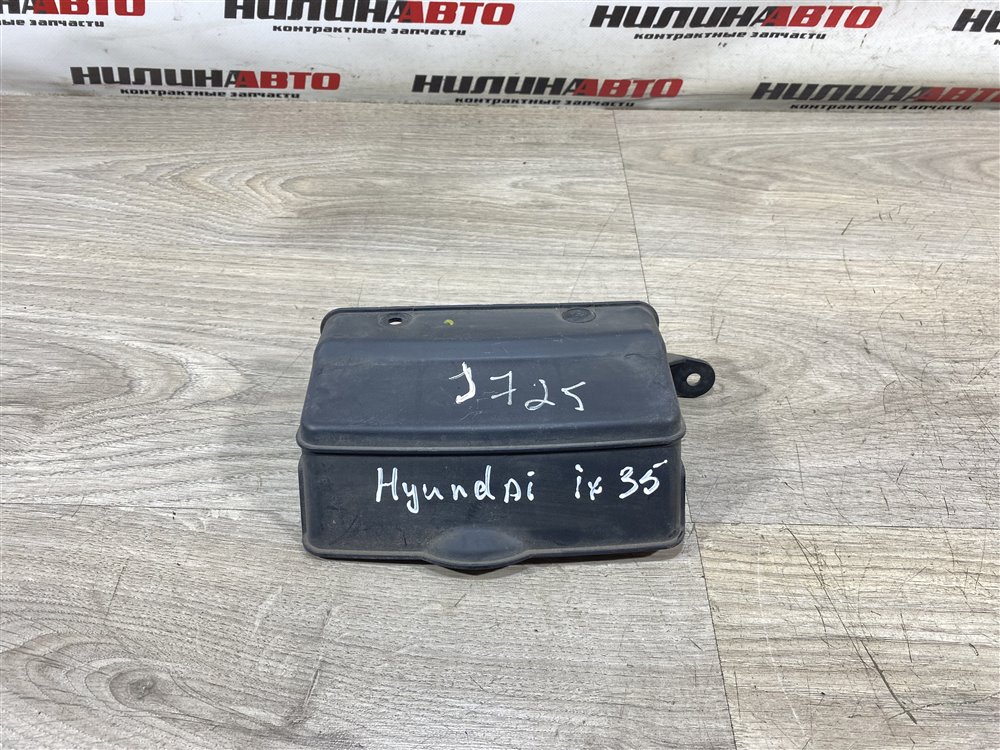 НИЛИНААВТО НИЛИНААВТО НИЛИНААВТО
контрактные запчасти контрактные запчасти контрактные запчасти
НИЛИНААВТО НИЛИНААВТО НИЛИНААВТО
контрактные запчасти контрактные запчасти контрактные запчасти
1725
HyundAi ix 35